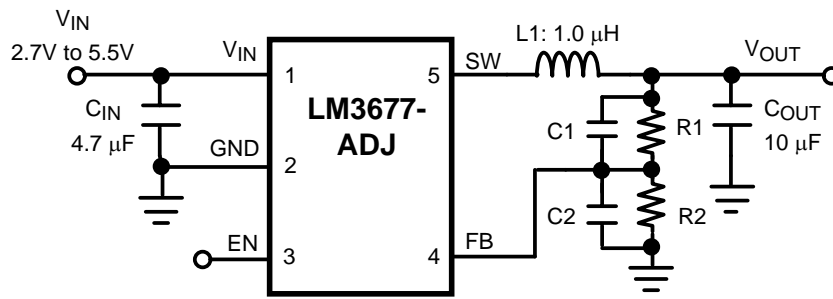 VIN
2.7V to 5.5V
VIN
CIN
4.7 μF
GND
EN
1
2
3
LM3677-
ADJ
5
4
SW
FB
L1: 1.0 μH
C1
C2
R1
R2
VOUT
COUT
10 μF